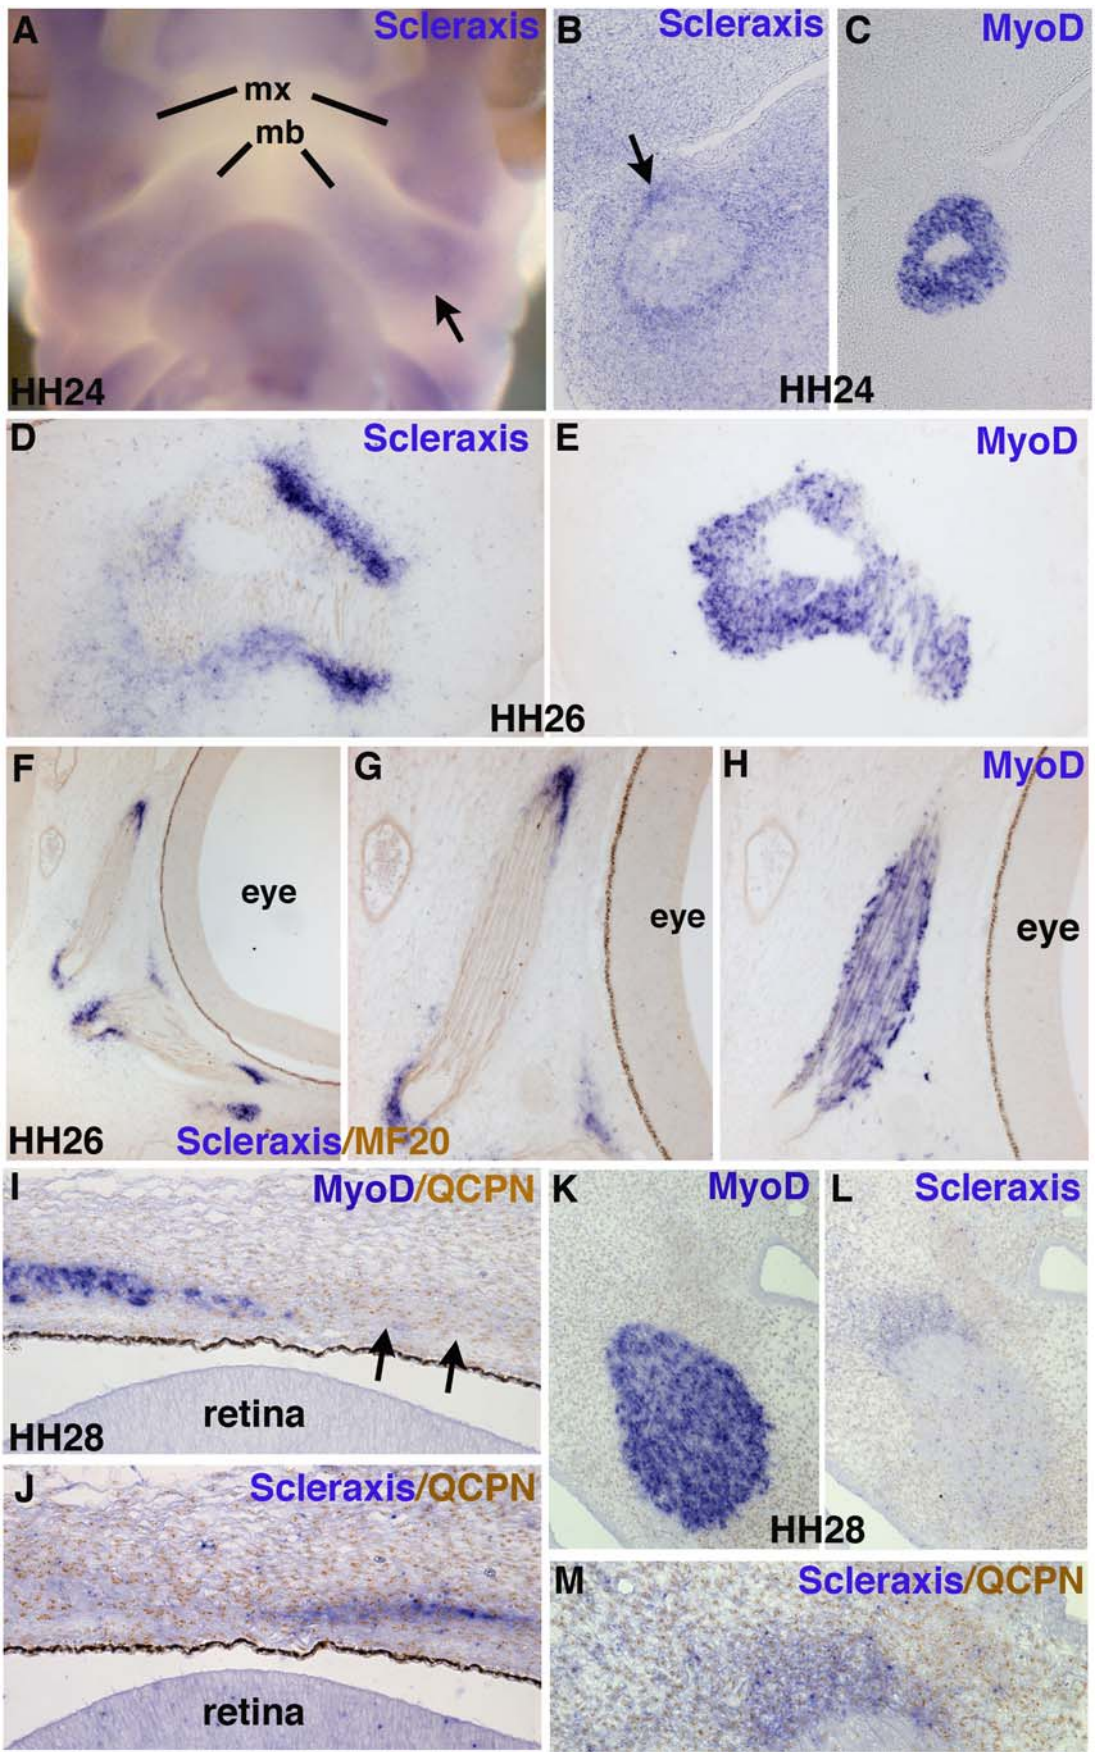 A
Scleraxis
mx
mb
HH24
B
Scleraxis
C
MyoD
HH24
D
Scleraxis
E
MyoD
HH26
F
eye
G
eye
H
MyoD
eye
HH26
Scleraxis/MF20
I
MyoD/QCPN
retina
HH28
J
Scleraxis/QCPN
retina
K
MyoD
L
Scleraxis
HH28
M
Scleraxis/QCPN